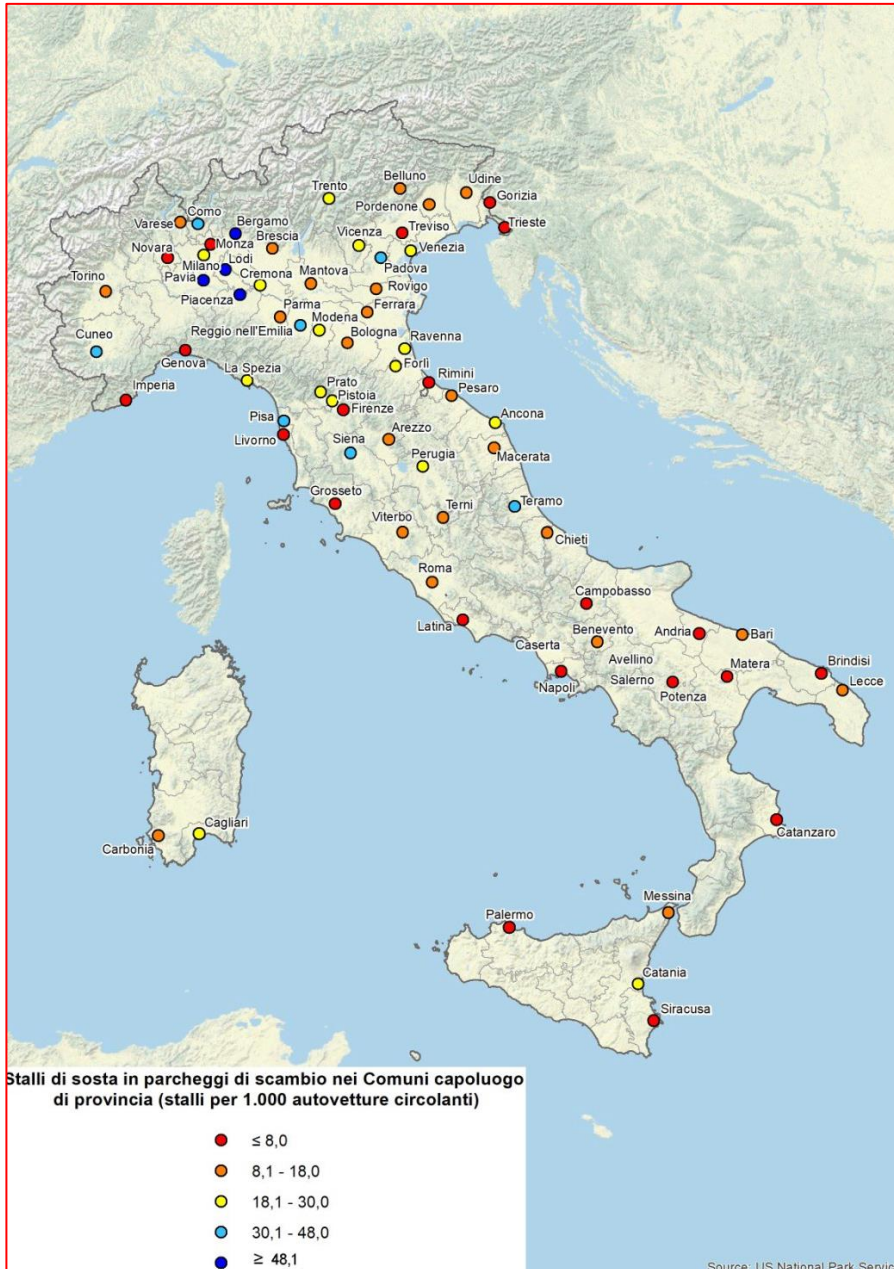 Belluno
Udine
Trento
Pordenone
Gorizia
Como
Varese
Bergamo
Vicenza
Treviso
Trieste
Novara
Monza
Brescia
Venezia
Lodi
Milano
Padova
Torino
Pavia
Cremona
Mantova
Rovigo
Piacenza
Parma
Ferrara
Modena
Reggio nell'Emilia
Bologna
Ravenna
Cuneo
Genova
La Spezia
Forlì
Imperia
Prato
Rimini
Pistoia
Pesaro
Firenze
Pisa
Ancona
Livorno
Arezzo
Siena
Macerata
Perugia
Grosseto
Teramo
Terni
Viterbo
Chieti
Roma
Campobasso
Latina
Benevento
Andria
Bari
Caserta
Avellino
Matera
Brindisi
Napoli
Salerno
Lecce
Potenza
Cagliari
Carbonia
Catanzaro
Messina
Palermo
Catania
Siracusa
Stalli di sosta in parcheggi di scambio nei Comuni capoluogo
di provincia (stalli per 1.000 autovetture circolanti)
≤ 8,0
8,1 - 18,0
18,1 - 30,0
30,1 - 48,0
≥ 48,1
Source: US National Park Servic